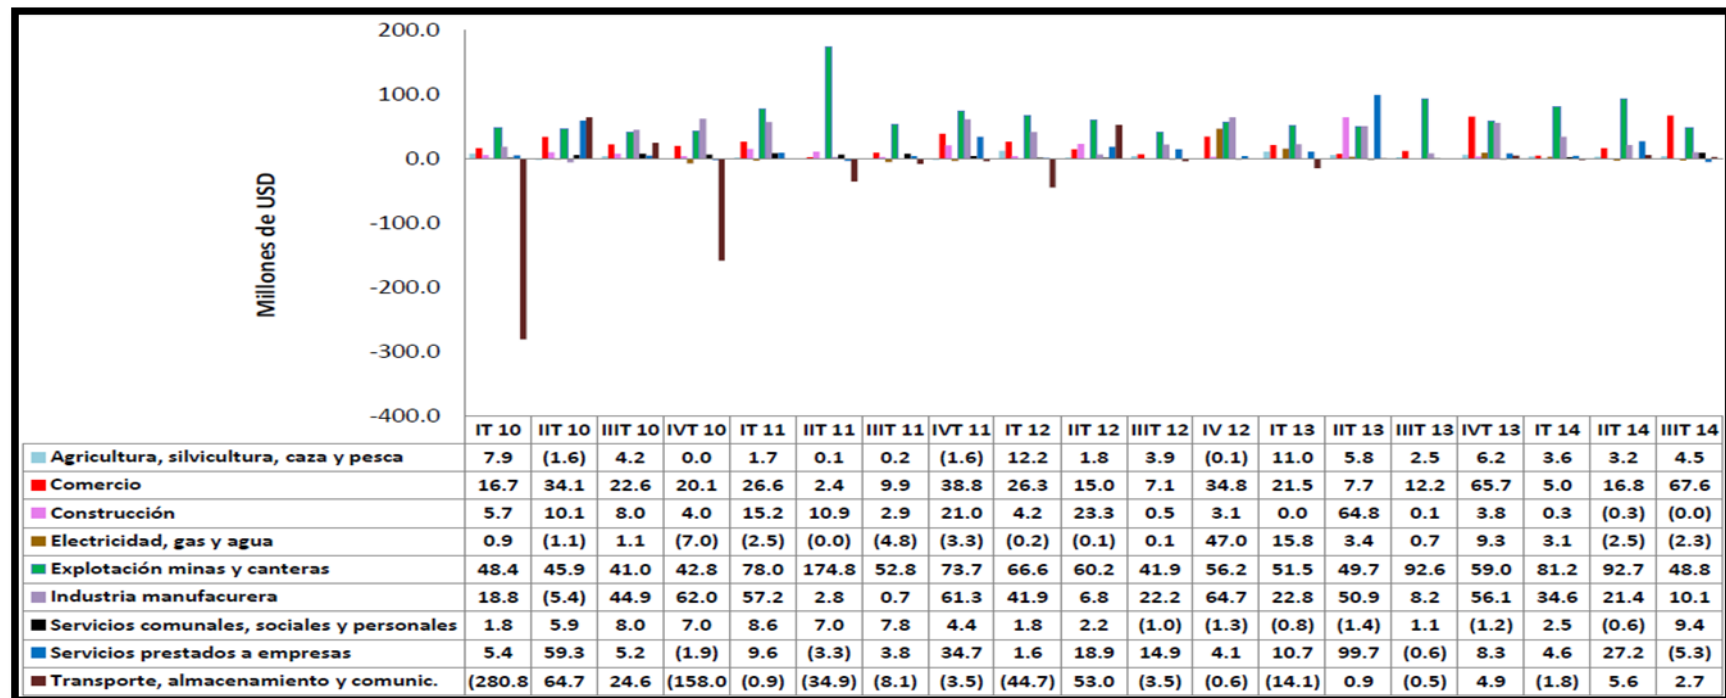 200.0
100.0
0.0
-100.0
-200.0
-300.0
-400.0
Millones de USD
IT 10 IIT 10 IIIT 10 IVT 10 IT 11 IIT 11 IIIT 11 IVT 11 IT 12 IIT 12 IIIT 12 IV 12 IT 13 IIT 13 IIIT 13 IVT 13 IT 14 IIT 14 IIIT 14
Agricultura, silvicultura, caza y pesca 7.9 (1.6) 4.2 0.0 1.7 0.1 0.2 (1.6) 12.2 1.8 3.9 (0.1) 11.0 5.8 2.5 6.2 3.6 3.2 4.5
Comercio 16.7 34.1 22.6 20.1 26.6 2.4 9.9 38.8 26.3 15.0 7.1 34.8 21.5 7.7 12.2 65.7 5.0 16.8 67.6
Construcción 5.7 10.1 8.0 4.0 15.2 10.9 2.9 21.0 4.2 23.3 0.5 3.1 0.0 64.8 0.1 3.8 0.3 (0.3) (0.0)
Electricidad, gas y agua 0.9 (1.1) 1.1 (7.0) (2.5) (0.0) (4.8) (3.3) (0.2) (0.1) 0.1 47.0 15.8 3.4 0.7 9.3 3.1 (2.5) (2.3)
Explotación minas y canteras 48.4 45.9 41.0 42.8 78.0 174.8 52.8 73.7 66.6 60.2 41.9 56.2 51.5 49.7 92.6 59.0 81.2 92.7 48.8
Industria manufacurera 18.8 (5.4) 44.9 62.0 57.2 2.8 0.7 61.3 41.9 6.8 22.2 64.7 22.8 50.9 8.2 56.1 34.6 21.4 10.1
Servicios comunales, sociales y personales 1.8 5.9 8.0 7.0 8.6 7.0 7.8 4.4 1.8 2.2 (1.0) (1.3) (0.8) (1.4) 1.1 (1.2) 2.5 (0.6) 9.4
Servicios prestados a empresas 5.4 59.3 5.2 (1.9) 9.6 (3.3) 3.8 34.7 1.6 18.9 14.9 4.1 10.7 99.7 (0.6) 8.3 4.6 27.2 (5.3)
Transporte, almacenamiento y comunic. (280.8 64.7 24.6 (158.0 (0.9) (34.9) (8.1) (3.5) (44.7) 53.0 (3.5) (0.6) (14.1) 0.9 (0.5) 4.9 (1.8) 5.6 2.7